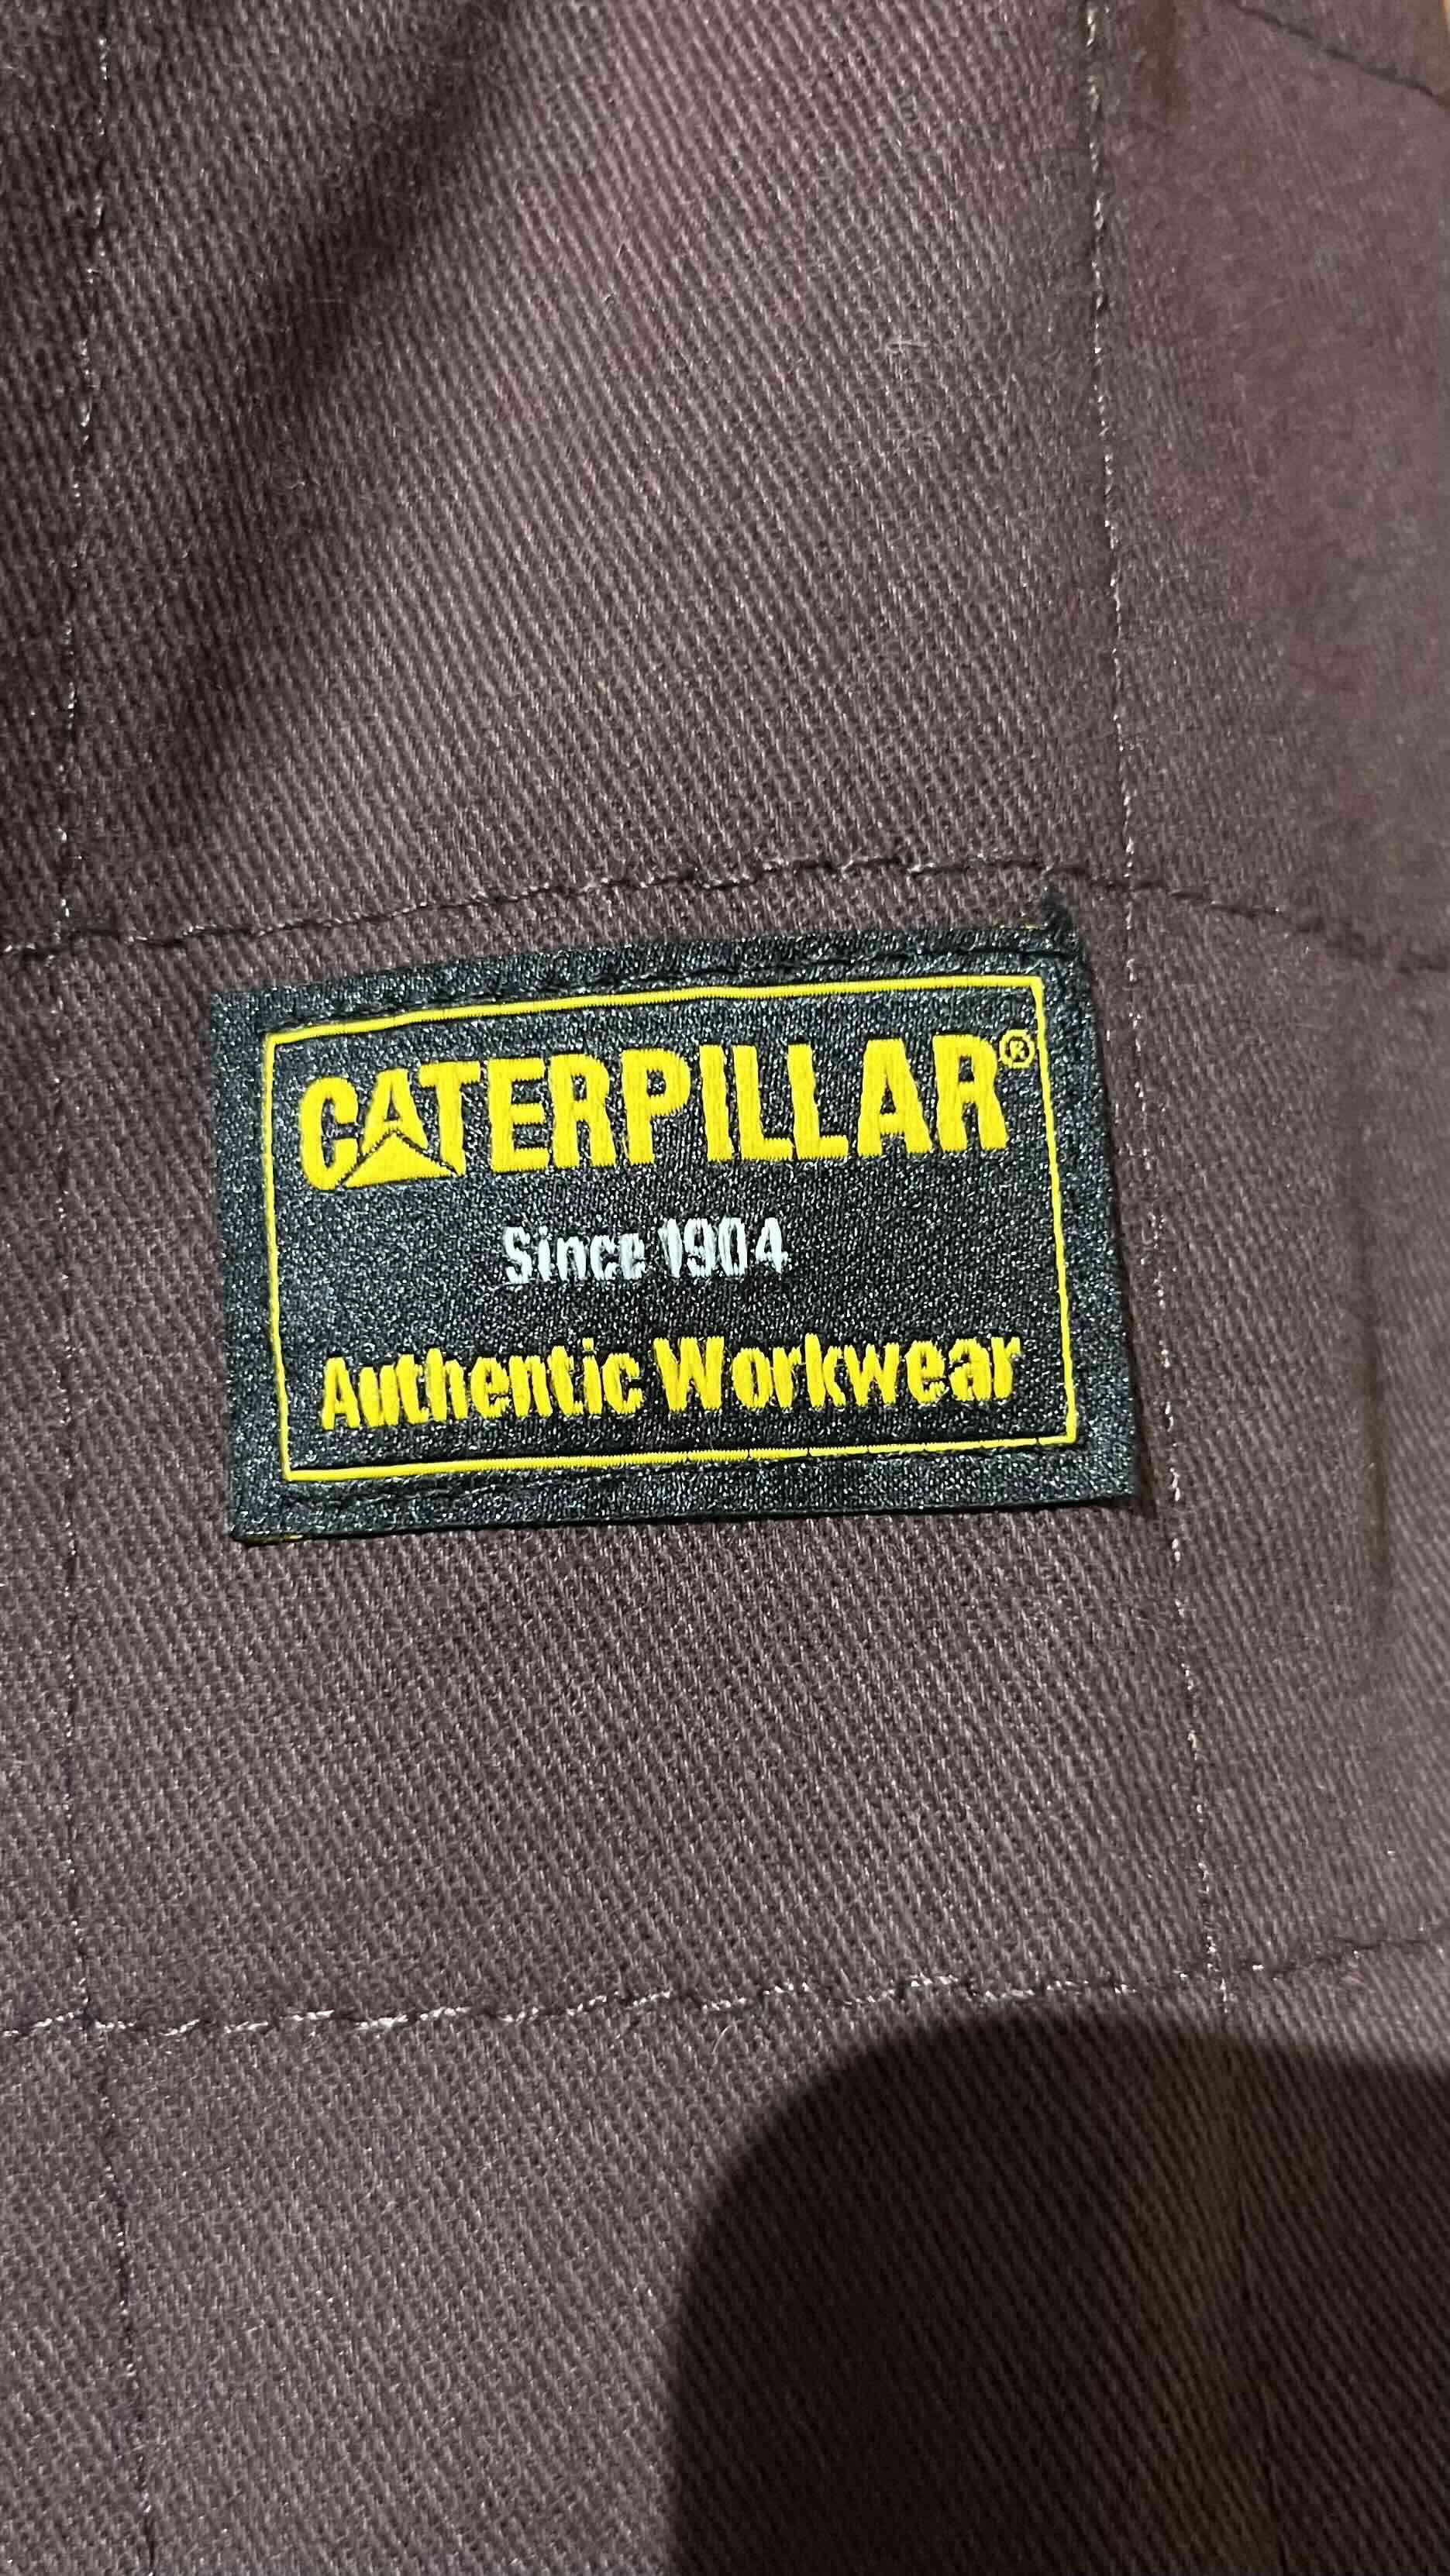 CATERPILLAR®
Since 1904
Authentic Workwear